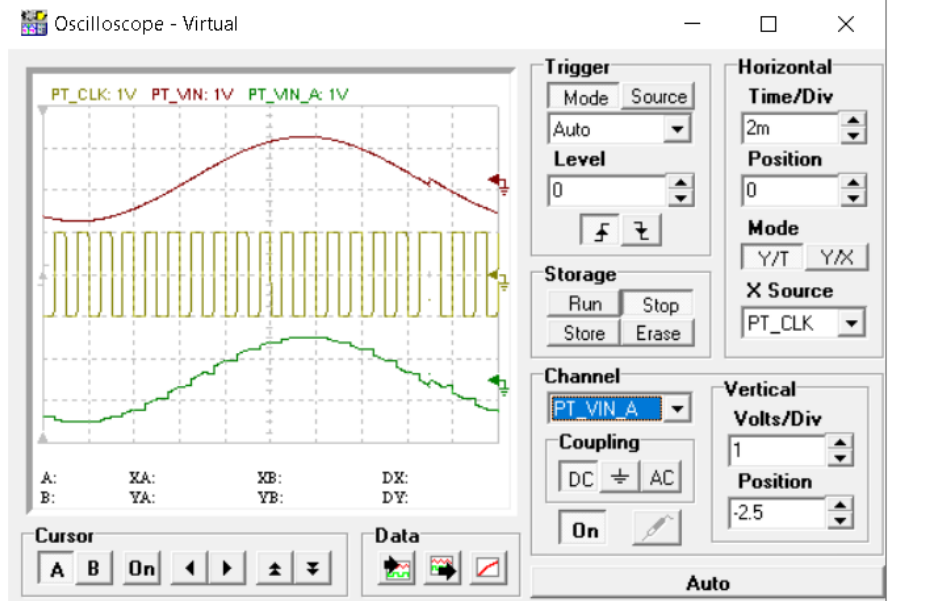 Oscilloscope - Virtual
PT_CLK: 1V PT_VIN: 1V PT_VIN_A: 1V
A: XA: XB: DX:
B: YA: YB: DY:
Cursor
A B On
Data
Trigger
Mode Source
Auto
Level
0
Storage
Run Stop
Store Erase
Horizontal
Time/Div
2m
Position
0
Mode
Y/T Y/X
X Source
PT_CLK
Channel
PT_VIN_A
Coupling
DC AC
On
Vertical
Volts/Div
1
Position
-2.5
Auto